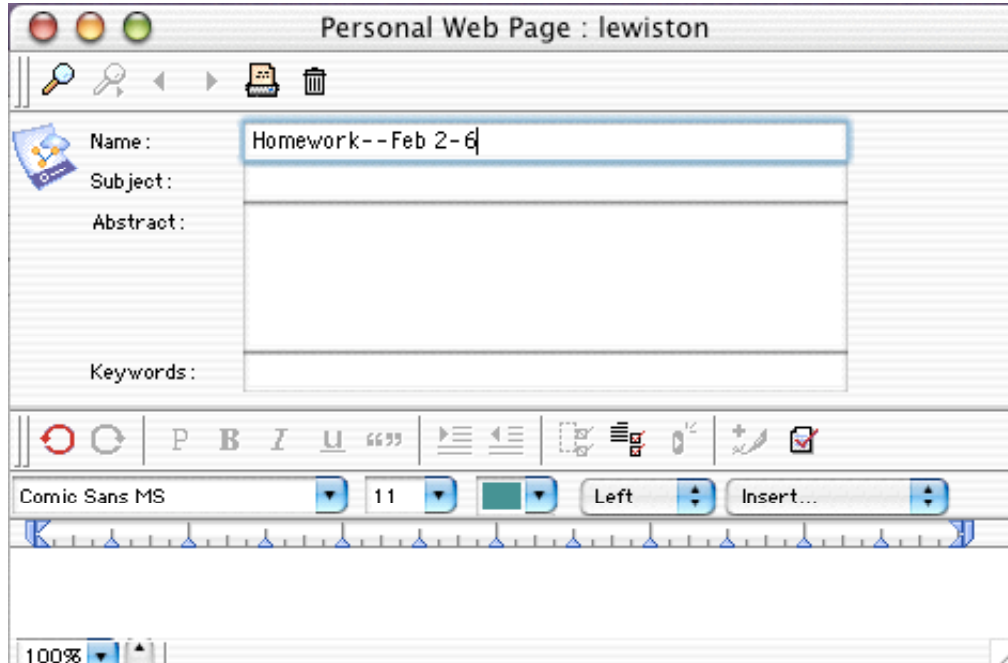 Personal Web Page : lewiston
Name: Homework--Feb 2-6
Subject:
Abstract:
Keywords:
P B I U “”
Comic Sans MS 11 Left Insert...
100%